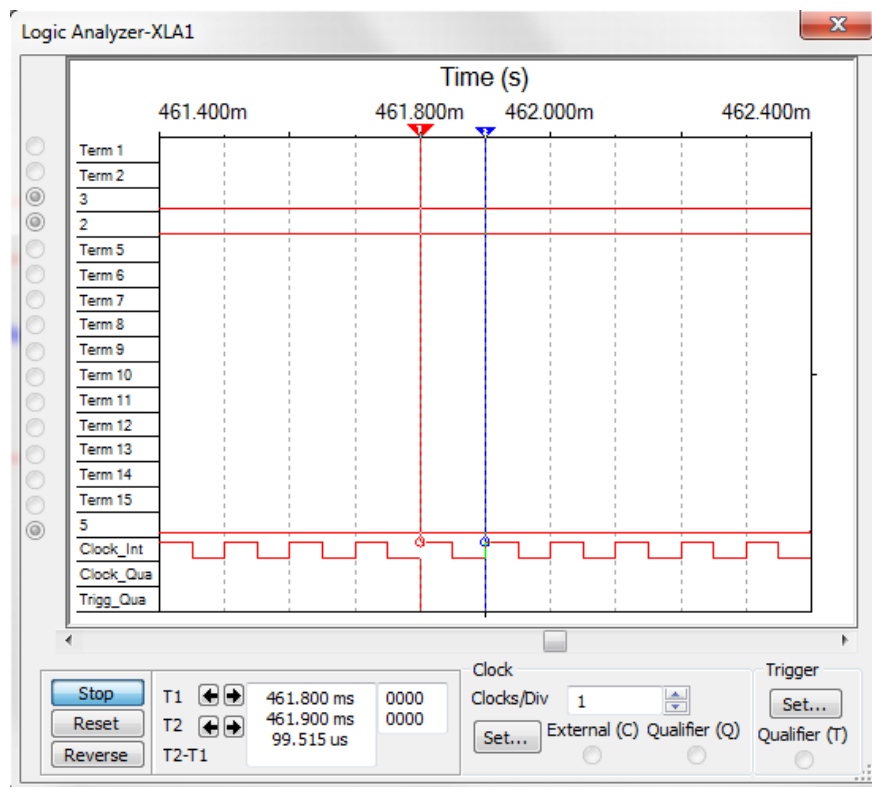 Logic Analyzer-XLA1
Time (s)
461.400m 461.800m 462.000m 462.400m
1 2
Term 1
Term 2
3
2
Term 5
Term 6
Term 7
Term 8
Term 9
Term 10
Term 11
Term 12
Term 13
Term 14
Term 15
5
Clock_Int
Clock_Qua
Trigg_Qua
Stop
Reset
Reverse
T1 461.800 ms 0000
T2 461.900 ms 0000
T2-T1 99.515 us
Clock
Clocks/Div 1
Set... External (C) Qualifier (Q)
Trigger
Set...
Qualifier (T)